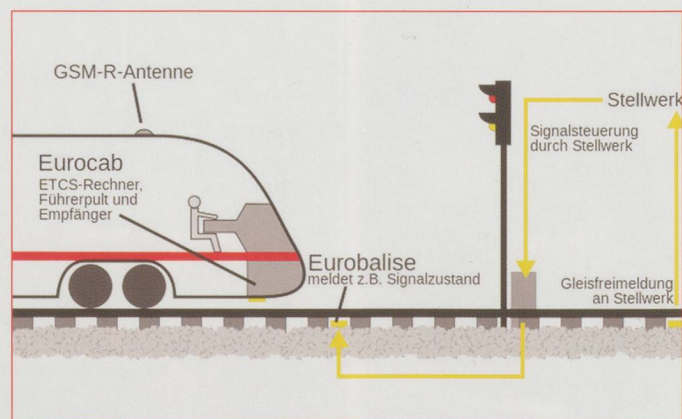 GSM-R-Antenne
Eurocab
ETCS-Rechner,
Führerpult und
Empfänger
Eurobalise
meldet z.B. Signalzustand
Stellwerk
Signalsteuerung
durch Stellwerk
Gleisfreimeldung
an Stellwerk